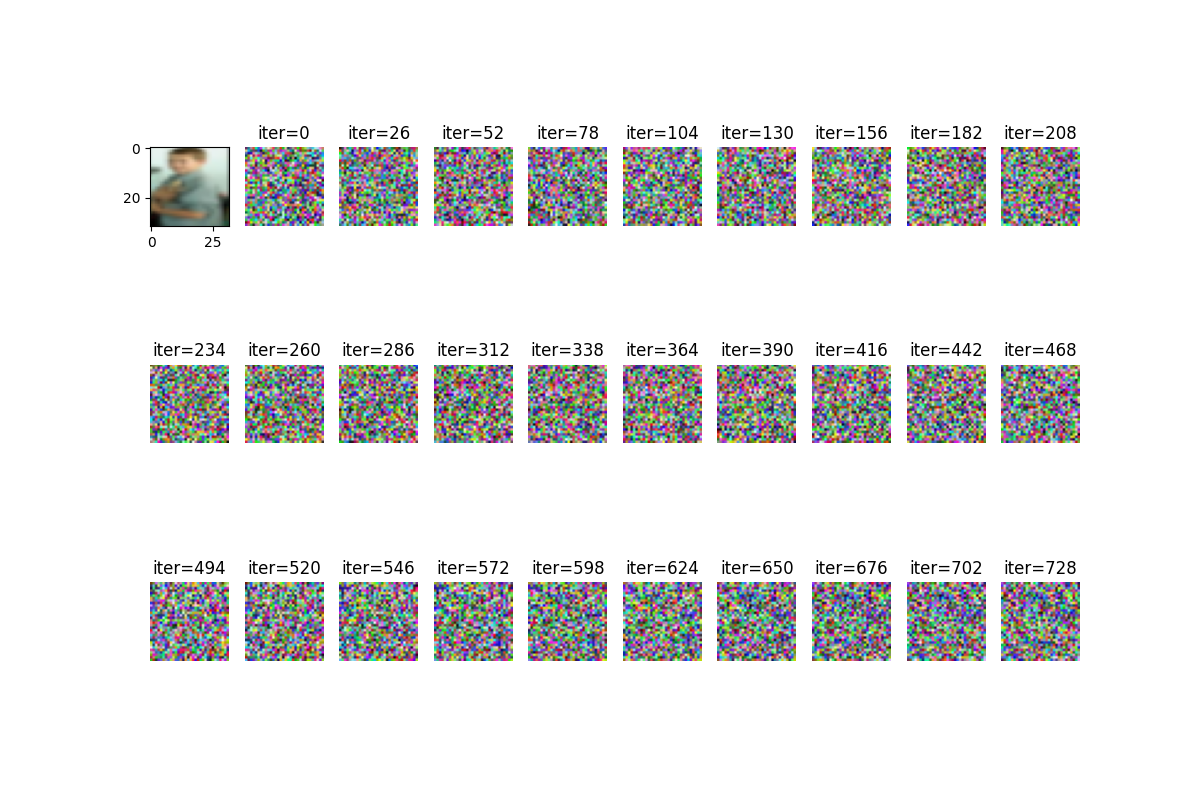 iter=0 iter=26 iter=52 iter=78 iter=104 iter=130 iter=156 iter=182 iter=208
0
20
0 25
iter=234 iter=260 iter=286 iter=312 iter=338 iter=364 iter=390 iter=416 iter=442 iter=468
iter=494 iter=520 iter=546 iter=572 iter=598 iter=624 iter=650 iter=676 iter=702 iter=728